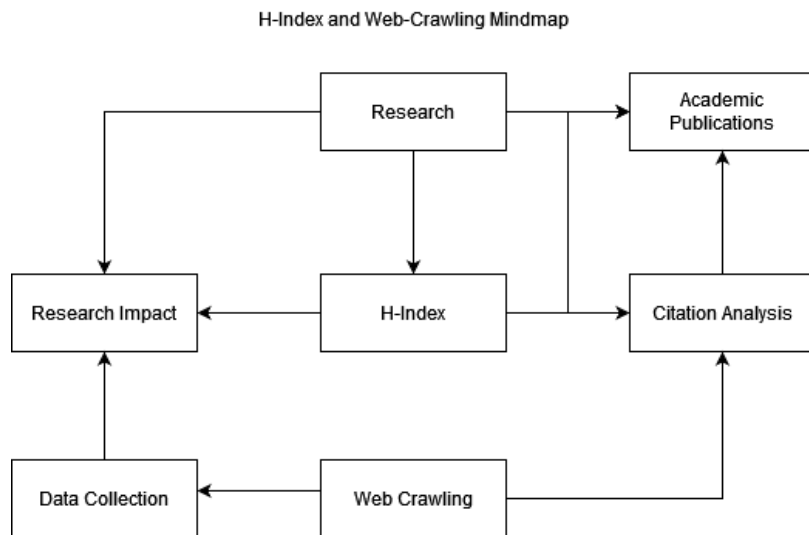 H-Index and Web-Crawling Mindmap
Research
Academic
Publications
Research Impact
H-Index
Citation Analysis
Data Collection
Web Crawling